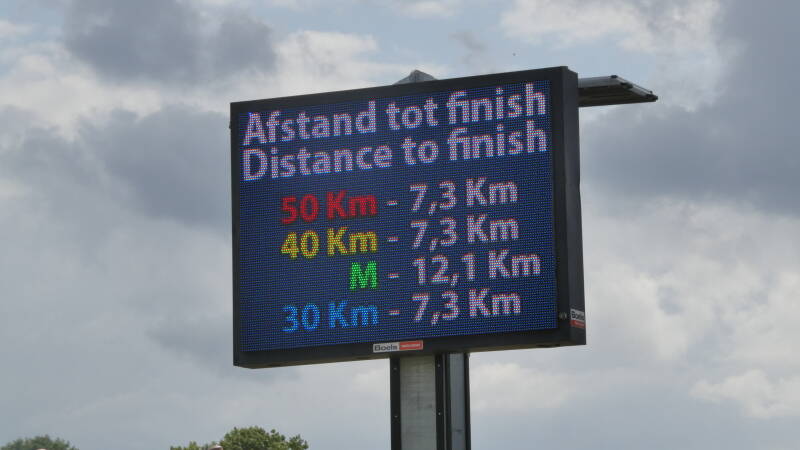 Afstand tot finish
Distance to finish
50 Km - 7,3 Km
40 Km - 7,3 Km
M - 12,1 Km
30 Km - 7,3 Km
Boels
Boels